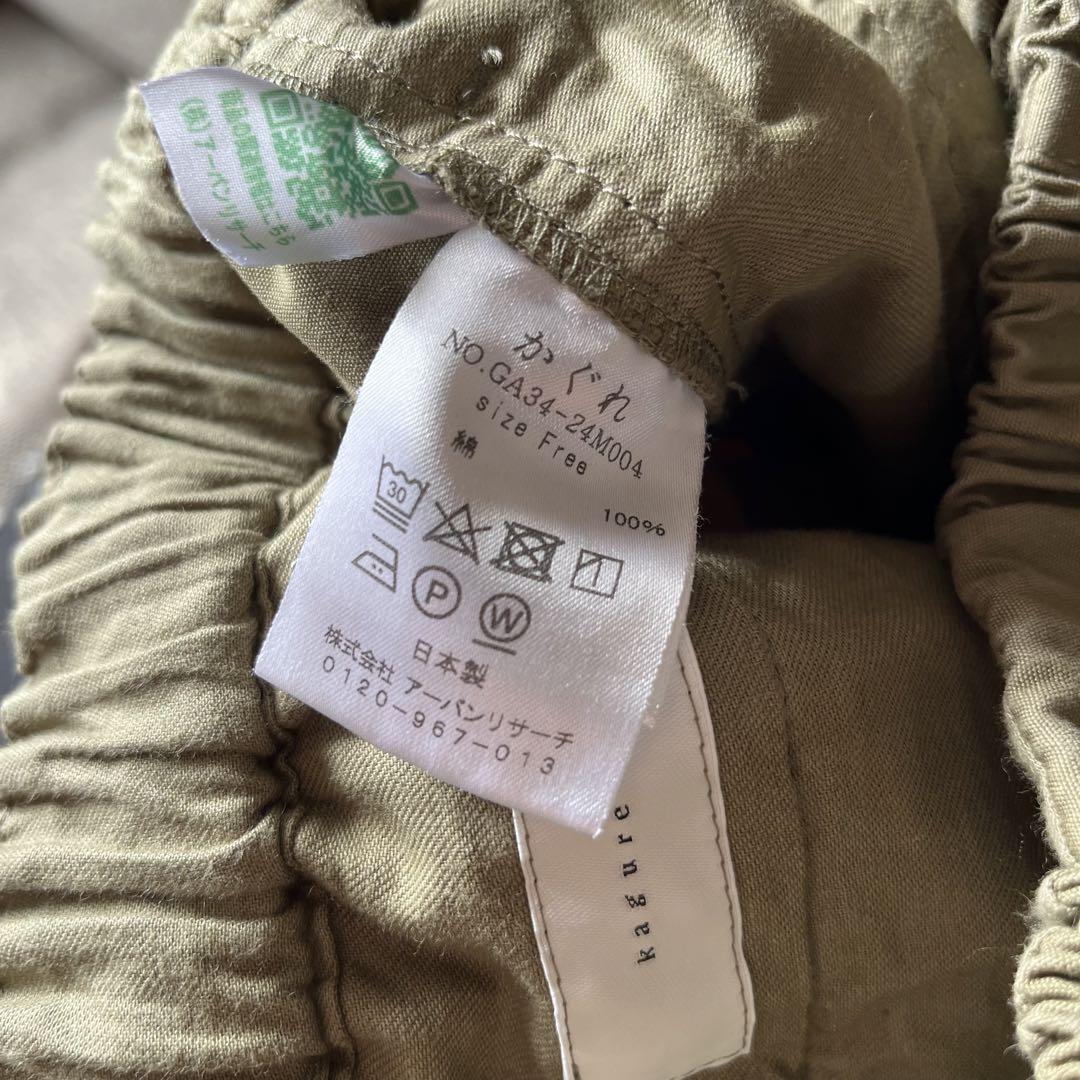 かぐれ
NO.GA34-24M004
size Free
綿 100%
30
P
W
日本製
株式会社 アーバンリサーチ
0120-967-013
kagure
(株)アーバンリサーチ